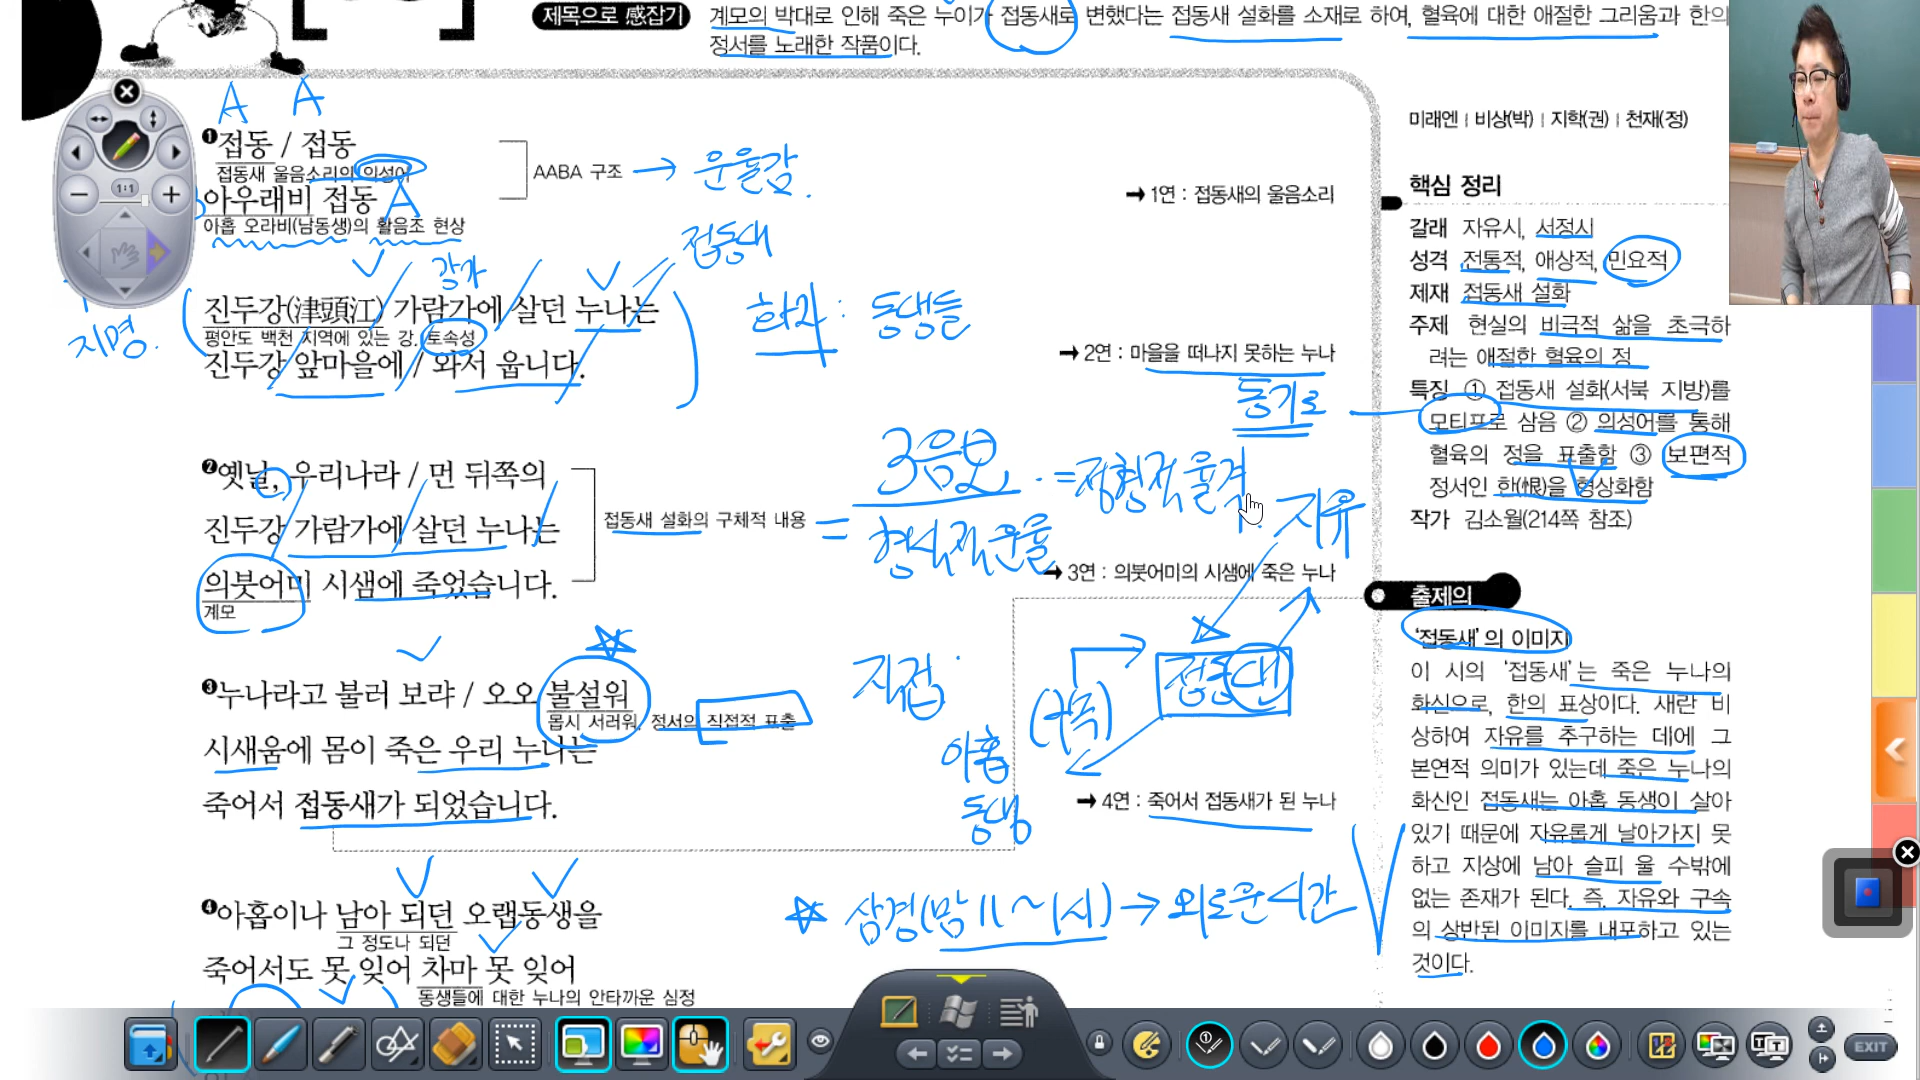 제목으로 感잡기
계모의 박대로 인해 죽은 누이가 접동새로 변했다는 접동새 설화를 소재로 하여, 혈육에 대한 애절한 그리움과 한의
정서를 노래한 작품이다.
A A
❶접동 / 접동
접동새 울음소리의 의성어
아우래비 접동 A
아홉 오라비(남동생)의 활음조 현상
AABA 구조 → 운율감.
➞ 1연 : 접동새의 울음소리
접동대
강가
진두강(津頭江) 가람가에 살던 누나는
평안도 백천 지역에 있는 강. 토속성
지명.
진두강 앞마을에 / 와서 웁니다.
화자 : 동생들
➞ 2연 : 마을을 떠나지 못하는 누나
동기로
❷옛날, 우리나라 / 먼 뒤쪽의
진두강 가람가에 살던 누나는
의붓어미 시샘에 죽었습니다.
계모
접동새 설화의 구체적 내용
= 3음보 = 정형적 율격
형식적 운율
자유
➞ 3연 : 의붓어미의 시샘에 죽은 누나
❸누나라고 불러 보랴 / 오오 불설워
몹시 서러워, 정서의 직접적 표출
직접
시새움에 몸이 죽은 우리 누나는
죽어서 접동새가 되었습니다.
아홉
동생
➞ 4연 : 죽어서 접동새가 된 누나
❹아홉이나 남아 되던 오랩동생을
그 정도나 되던
죽어서도 못 잊어 차마 못 잊어
동생들에 대한 누나의 안타까운 심정
삼경(밤 11~1시) → 외로운 시간
미래엔 | 비상(박) | 지학(권) | 천재(정)
핵심 정리
갈래 자유시, 서정시
성격 전통적, 애상적, 민요적
제재 접동새 설화
주제 현실의 비극적 삶을 초극하
려는 애절한 혈육의 정
특징 ① 접동새 설화(서북 지방)를
모티프로 삼음 ② 의성어를 통해
혈육의 정을 표출함 ③ 보편적
정서인 한(恨)을 형상화함
작가 김소월(214쪽 참조)
출제의
'접동새'의 이미지
이 시의 '접동새'는 죽은 누나의
화신으로, 한의 표상이다. 새란 비
상하여 자유를 추구하는 데에 그
본연적 의미가 있는데 죽은 누나의
화신인 접동새는 아홉 동생이 살아
있기 때문에 자유롭게 날아가지 못
하고 지상에 남아 슬피 울 수밖에
없는 존재가 된다. 즉, 자유와 구속
의 상반된 이미지를 내포하고 있는
것이다.
1:1
EXIT